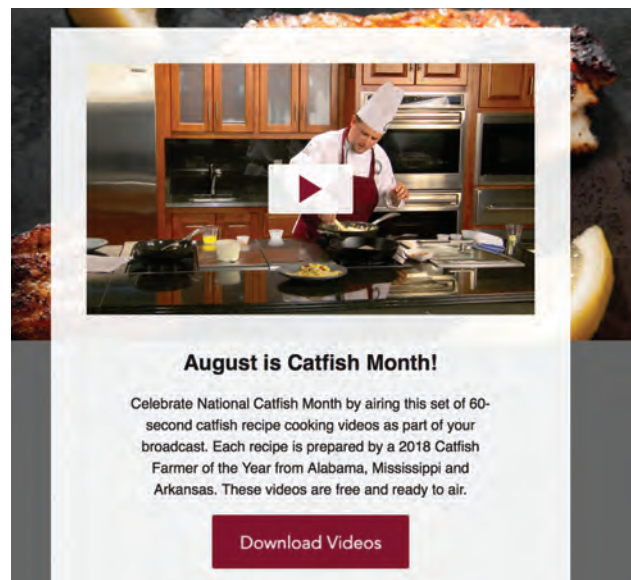 August is Catfish Month!
Celebrate National Catfish Month by airing this set of 60-
second catfish recipe cooking videos as part of your
broadcast. Each recipe is prepared by a 2018 Catfish
Farmer of the Year from Alabama, Mississippi and
Arkansas. These videos are free and ready to air.
Download Videos